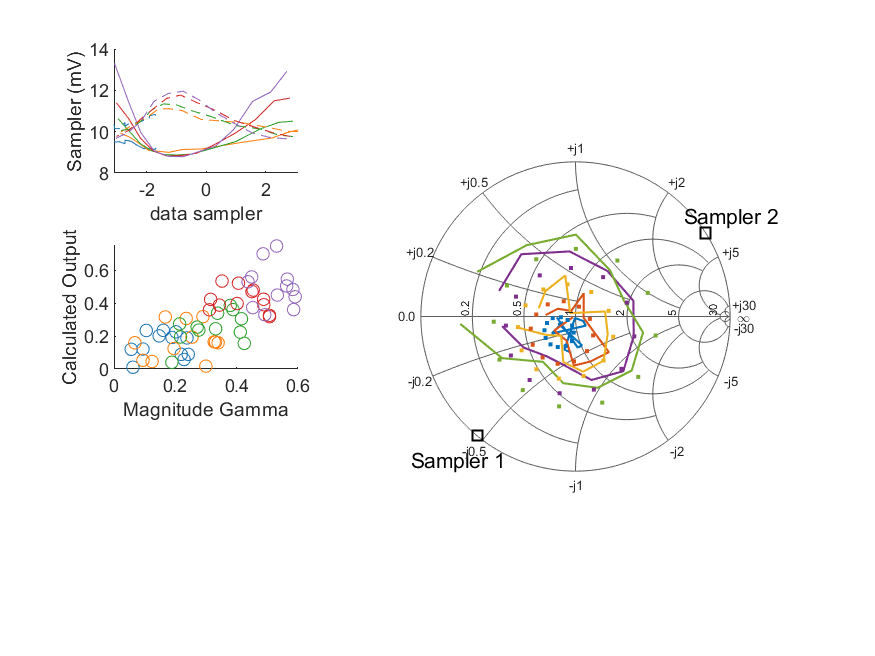 14
12
10
8
Sampler (mV)
-2 0 2
data sampler
0.6
0.4
0.2
0
Calculated Output
0 0.2 0.4 0.6
Magnitude Gamma
+j1
+j0.5
+j2
Sampler 2
+j0.2
+j5
0.0
0.2
0.5
1
2
5
30
+j30
∞
-j30
-j0.2
-j5
-j0.5
-j2
Sampler 1
-j1